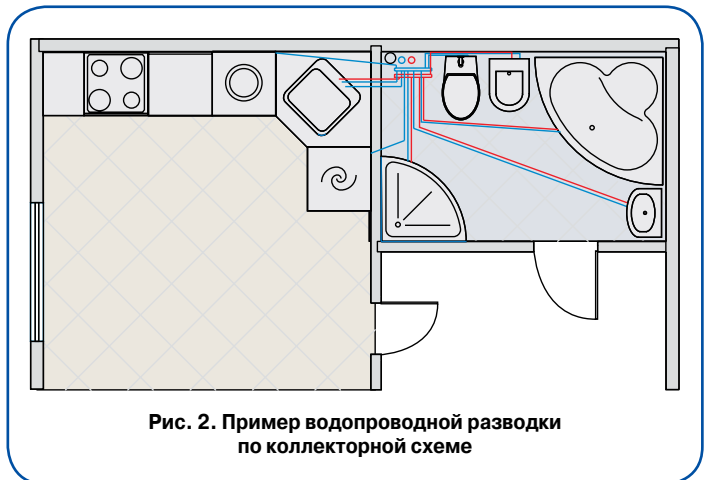 Рис. 2. Пример водопроводной разводки
по коллекторной схеме